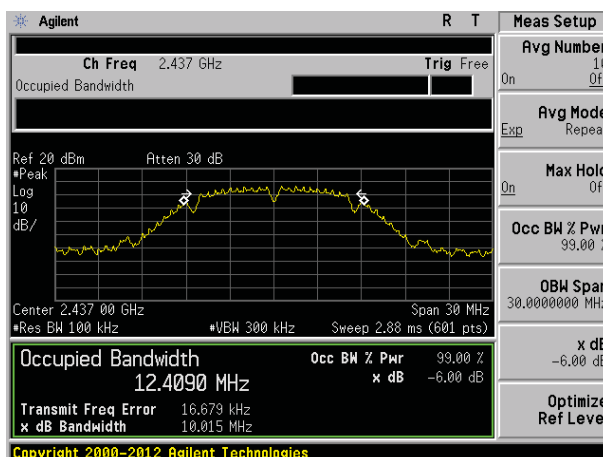 Agilent R T Meas Setup
Ch Freq 2.437 GHz Trig Free
Occupied Bandwidth
Ref 20 dBm Atten 30 dB
#Peak
Log
10
dB/
Center 2.437 00 GHz Span 30 MHz
#Res BW 100 kHz #VBW 300 kHz Sweep 2.88 ms (601 pts)
Occupied Bandwidth
12.4090 MHz
Occ BW % Pwr 99.00 %
x dB -6.00 dB
Transmit Freq Error 16.679 kHz
x dB Bandwidth 10.015 MHz
Copyright 2000-2012 Agilent Technologies
Avg Number
On
Avg Mode
Exp Repea
Max Hold
On Of
Occ BW % Pwr
99.00 %
OBW Span
30.0000000 MH
x dB
-6.00 dB
Optimize
Ref Level